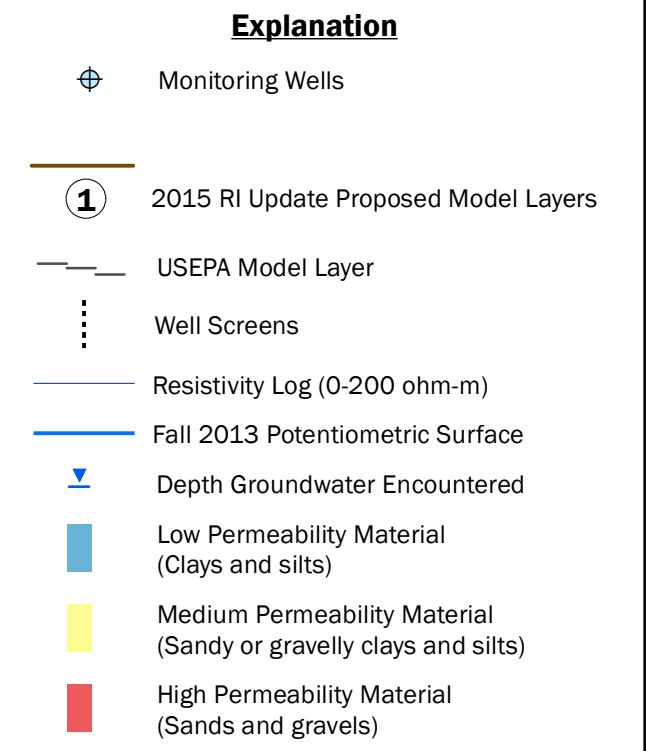 Explanation
Monitoring Wells
1
2015 RI Update Proposed Model Layers
USEPA Model Layer
Well Screens
Resistivity Log (0-200 ohm-m)
Fall 2013 Potentiometric Surface
Depth Groundwater Encountered
Low Permeability Material
(Clays and silts)
Medium Permeability Material
(Sandy or gravelly clays and silts)
High Permeability Material
(Sands and gravels)